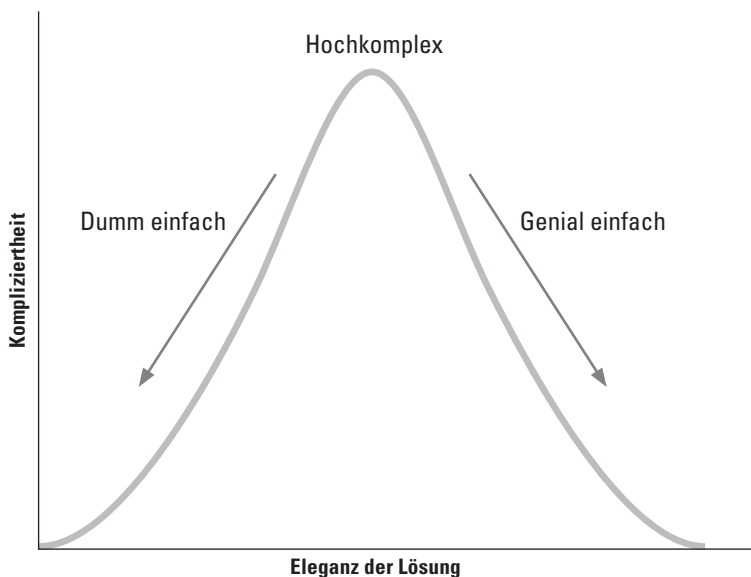 Hochkomplex
Dumm einfach
Genial einfach
Kompliziertheit
Eleganz der Lösung